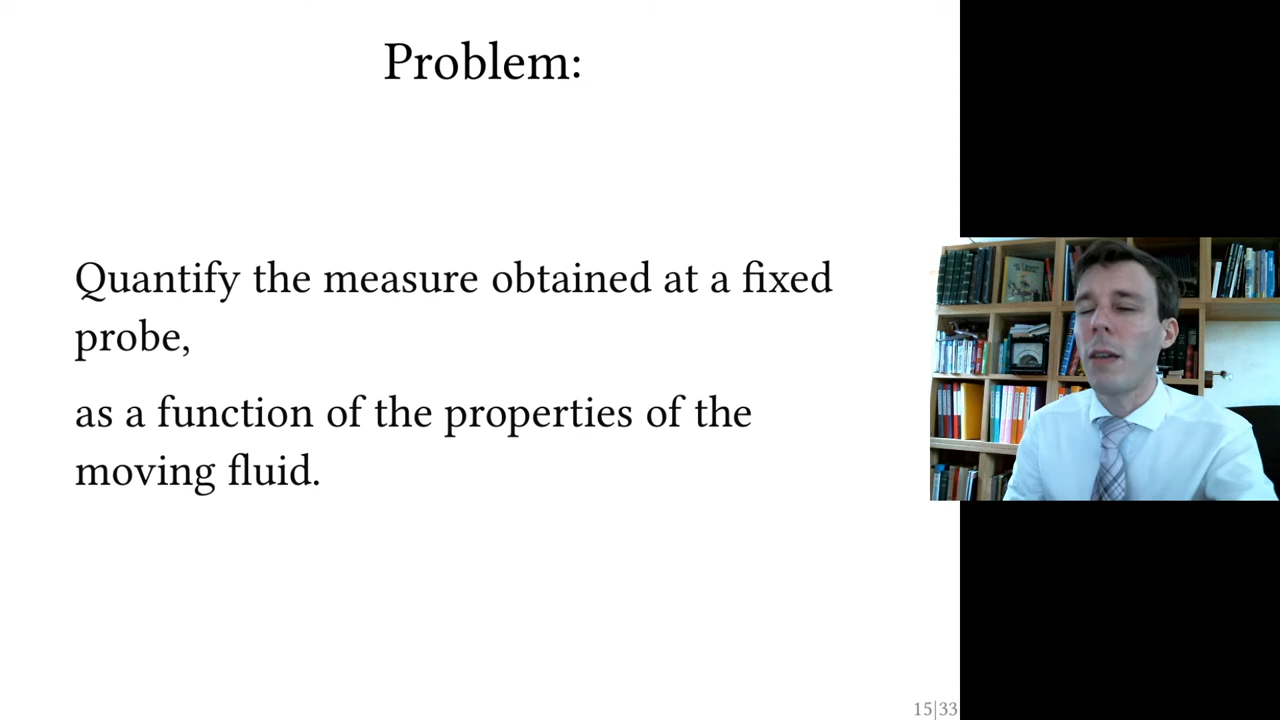 Problem:
Quantify the measure obtained at a fixed
probe,
as a function of the properties of the
moving fluid.
15|33